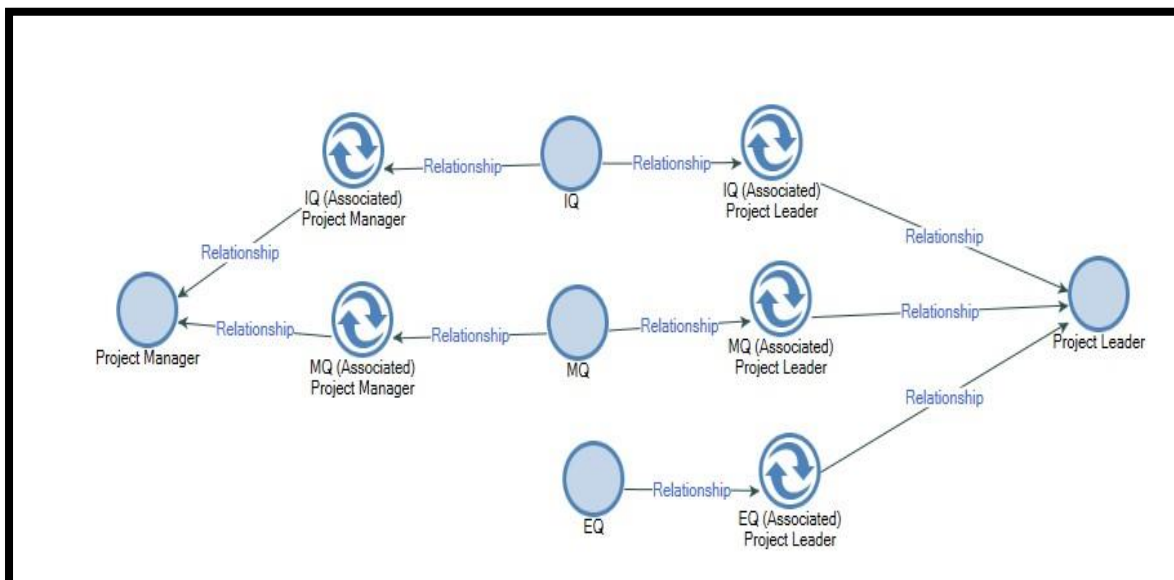 Relationship
IQ
Relationship
IQ (Associated)
Project Manager
IQ (Associated)
Project Leader
Relationship
Relationship
Project Manager
Relationship
MQ (Associated)
Project Manager
Relationship
MQ
Relationship
MQ (Associated)
Project Leader
Relationship
Project Leader
Relationship
EQ
Relationship
EQ (Associated)
Project Leader